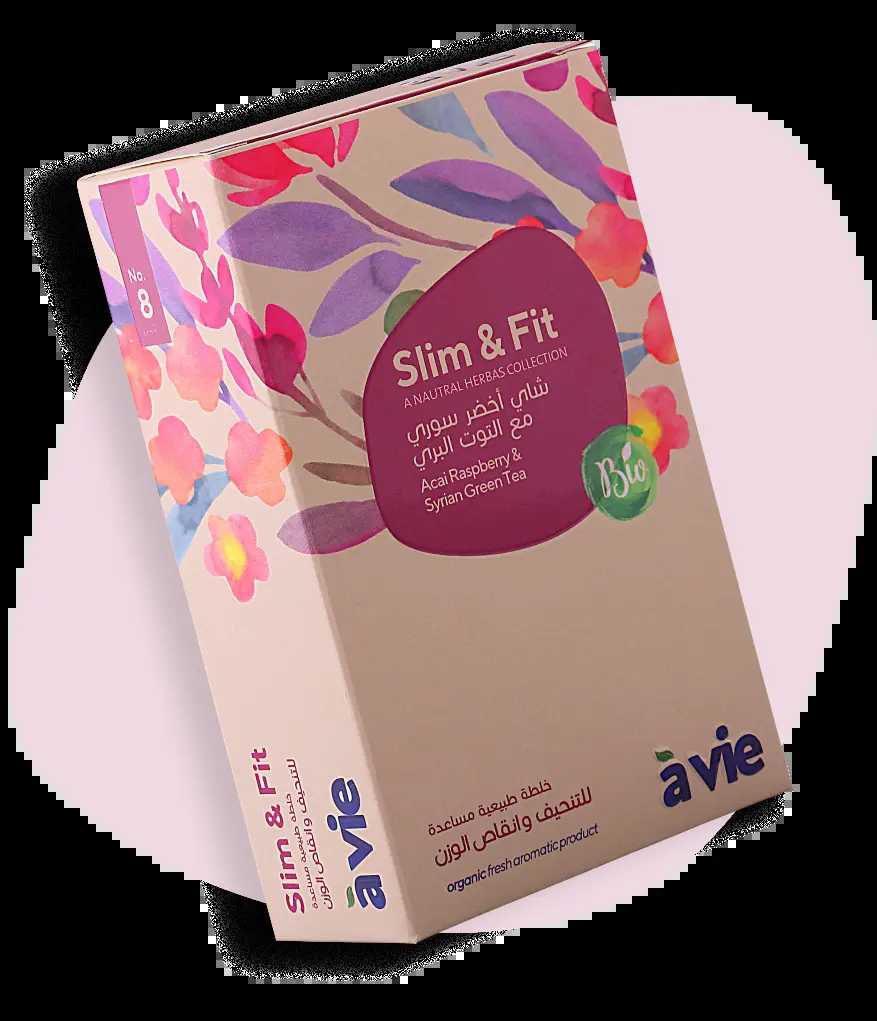 No.
8
Slim & Fit
A NAUTRAL HERBAS COLLECTION
شاي أخضر سوري
مع التوت البري
Acai Raspberry &
Syrian Green Tea
Bio
خلطة طبيعية مساعدة
للتنحيف وانقاص الوزن
organic fresh aromatic product
à vie
Slim & Fit
خلطة طبيعية مساعدة
للتنحيف وانقاص الوزن
à vie